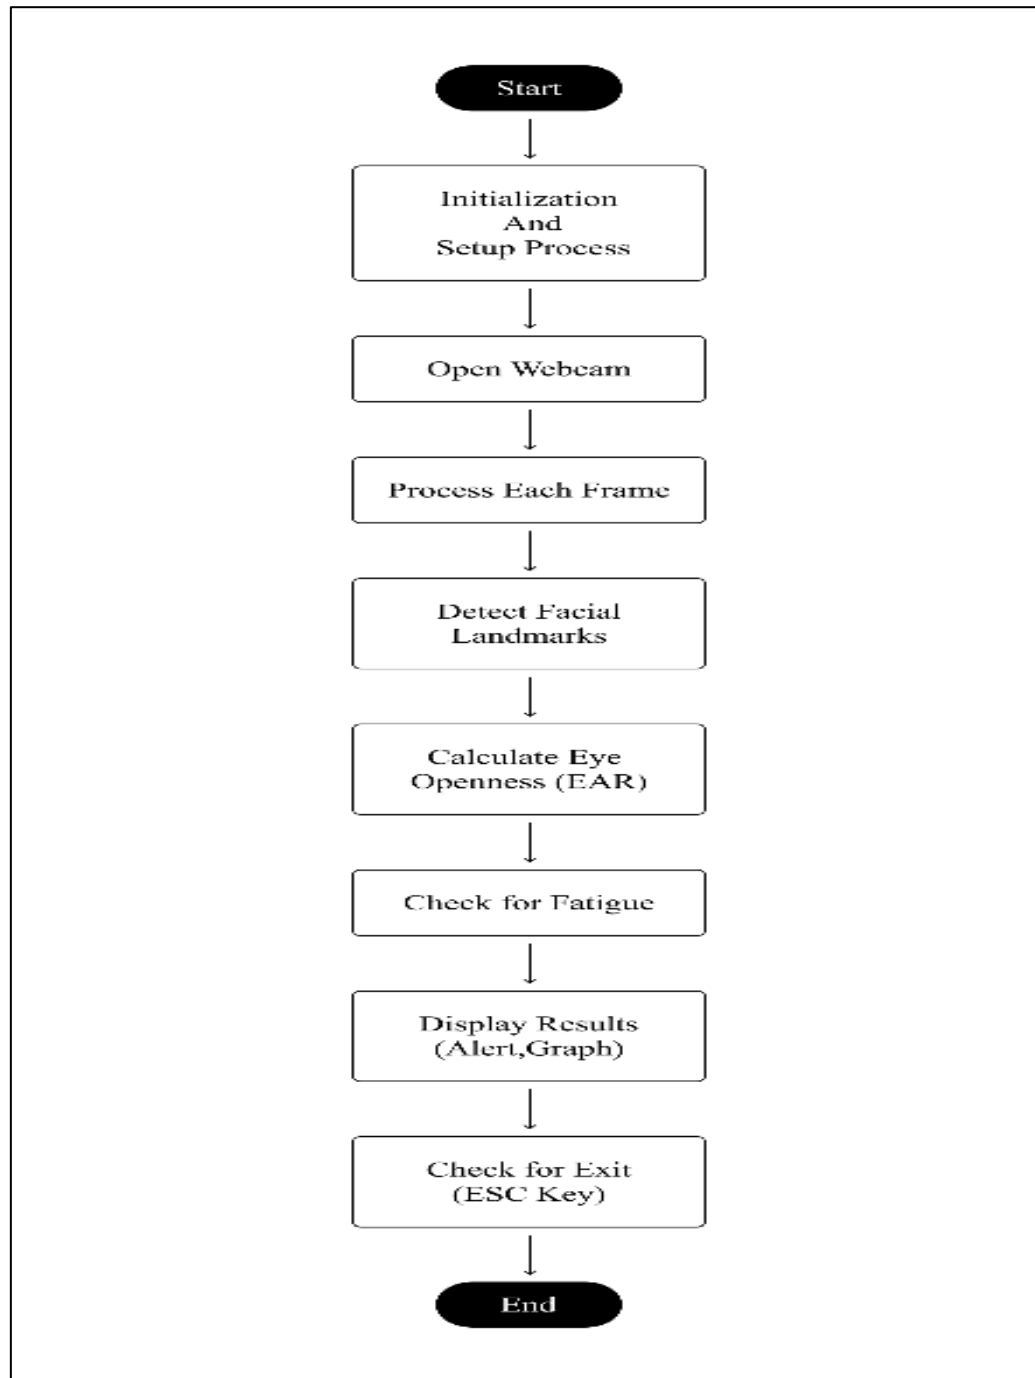 Start
Initialization
And
Setup Process
Open Webcam
Process Each Frame
Detect Facial
Landmarks
Calculate Eye
Openness (EAR)
Check for Fatigue
Display Results
(Alert,Graph)
Check for Exit
(ESC Key)
End